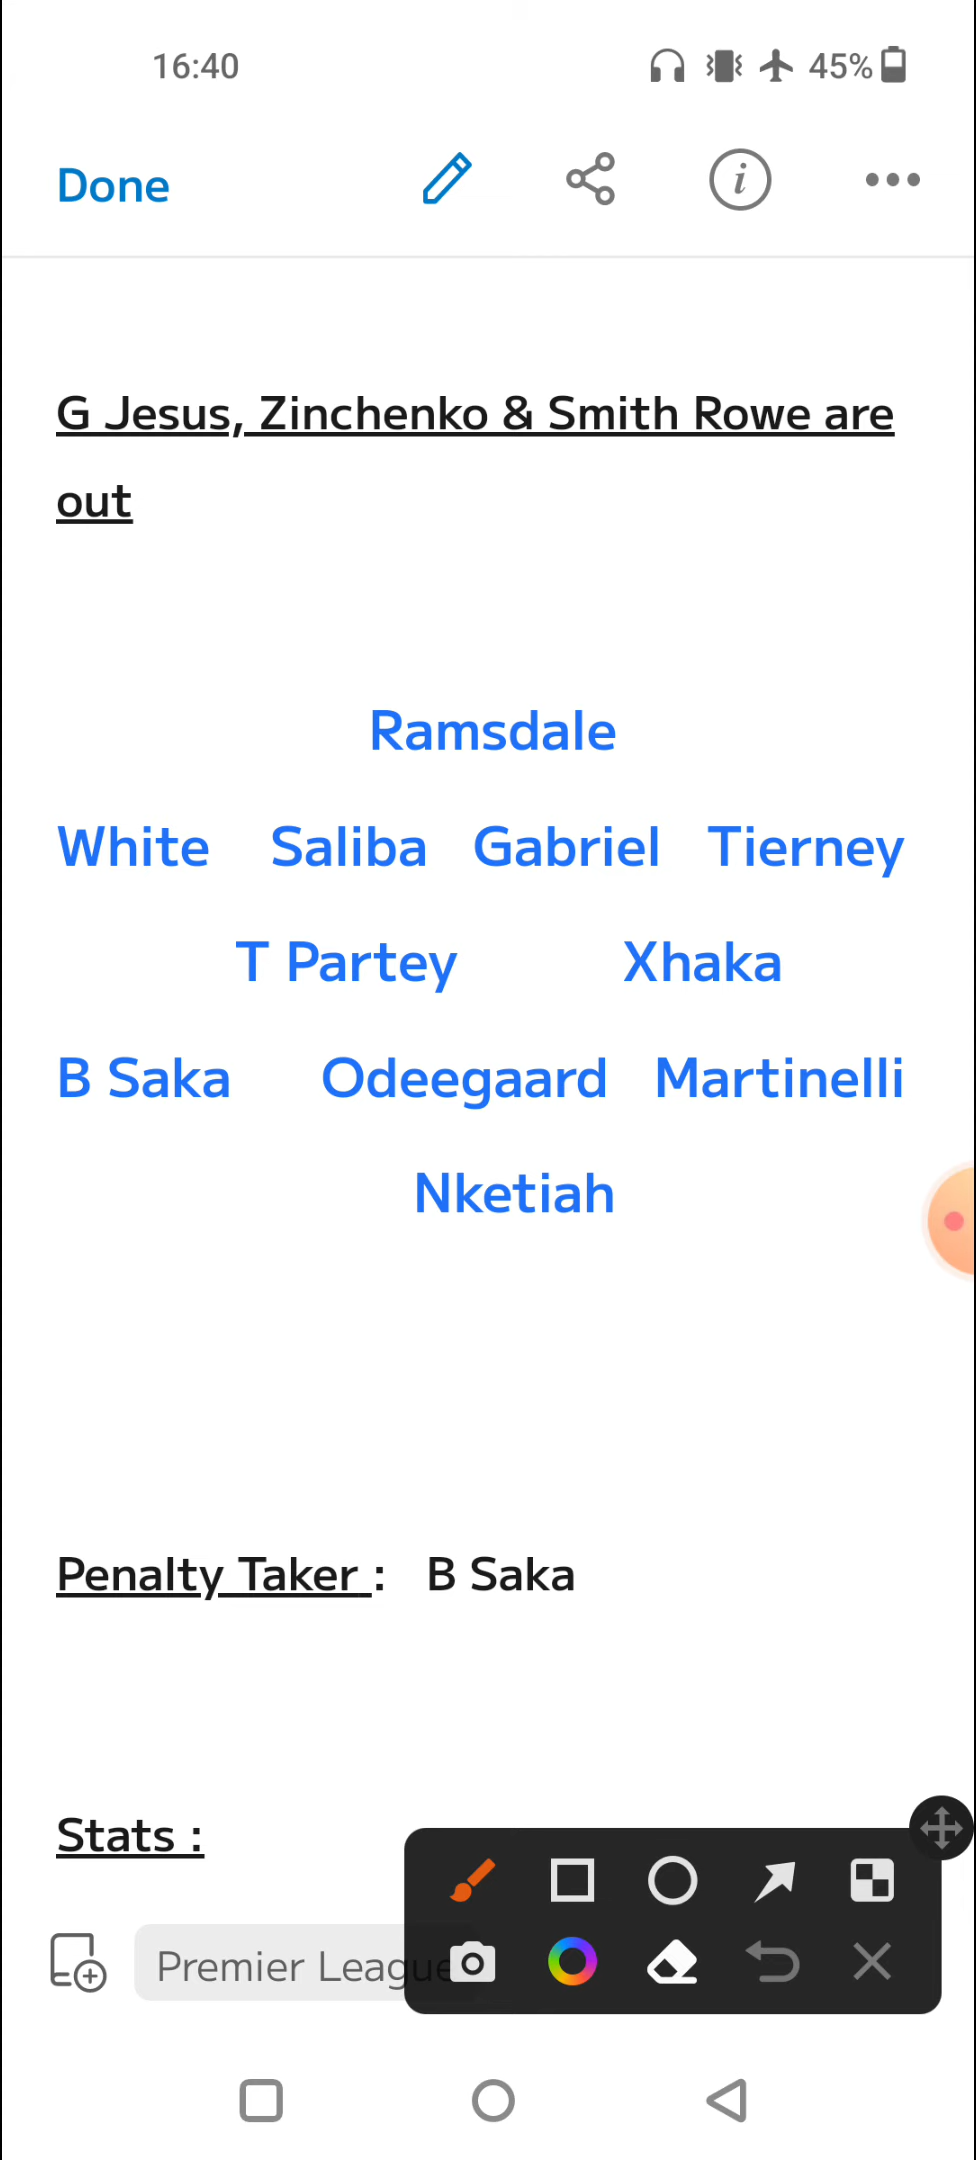 16:40 45%
Done
G Jesus, Zinchenko & Smith Rowe are
out
Ramsdale
White Saliba Gabriel Tierney
T Partey Xhaka
B Saka Odeegaard Martinelli
Nketiah
Penalty Taker : B Saka
Stats :
Premier League